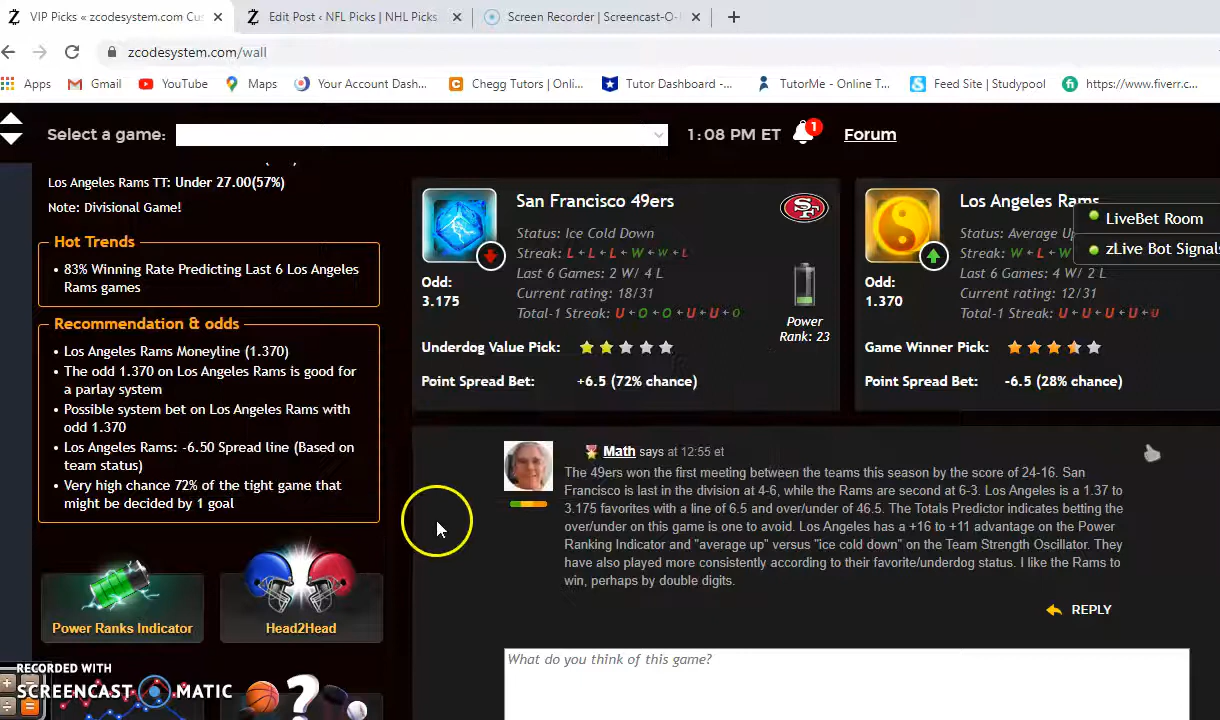 VIP Picks « zcodesystem.com Cus
Edit Post ‹ NFL Picks | NHL Picks
Screen Recorder | Screencast-O-
zcodesystem.com/wall
Apps
Gmail
YouTube
Maps
Your Account Dash...
Chegg Tutors | Onli...
Tutor Dashboard -...
TutorMe - Online T...
Feed Site | Studypool
https://www.fiverr.c...
Select a game:
1:08 PM ET
1
Forum
Los Angeles Rams TT: Under 27.00(57%)
Note: Divisional Game!
Hot Trends
• 83% Winning Rate Predicting Last 6 Los Angeles
Rams games
Recommendation & odds
• Los Angeles Rams Moneyline (1.370)
• The odd 1.370 on Los Angeles Rams is good for
a parlay system
• Possible system bet on Los Angeles Rams with
odd 1.370
• Los Angeles Rams: -6.50 Spread line (Based on
team status)
• Very high chance 72% of the tight game that
might be decided by 1 goal
Power Ranks Indicator
Head2Head
RECORDED WITH
SCREENCAST MATIC
San Francisco 49ers
SF
Status: Ice Cold Down
Streak: L ← L ← L ← W ← W ← L
Last 6 Games: 2 W/ 4 L
Current rating: 18/31
Total-1 Streak: U ← O ← O ← U ← U ← O
Odd:
3.175
Power
Rank: 23
Underdog Value Pick:
Point Spread Bet: +6.5 (72% chance)
Los Angeles Rams
Status: Average Up
Streak: W ← L ← W
Last 6 Games: 4 W/ 2 L
Current rating: 12/31
Total-1 Streak: U ← U ← U ← U ← U
Odd:
1.370
Game Winner Pick:
Point Spread Bet: -6.5 (28% chance)
LiveBet Room
zLive Bot Signals
Math says at 12:55 et
The 49ers won the first meeting between the teams this season by the score of 24-16. San
Francisco is last in the division at 4-6, while the Rams are second at 6-3. Los Angeles is a 1.37 to
3.175 favorites with a line of 6.5 and over/under of 46.5. The Totals Predictor indicates betting the
over/under on this game is one to avoid. Los Angeles has a +16 to +11 advantage on the Power
Ranking Indicator and "average up" versus "ice cold down" on the Team Strength Oscillator. They
have also played more consistently according to their favorite/underdog status. I like the Rams to
win, perhaps by double digits.
REPLY
What do you think of this game?